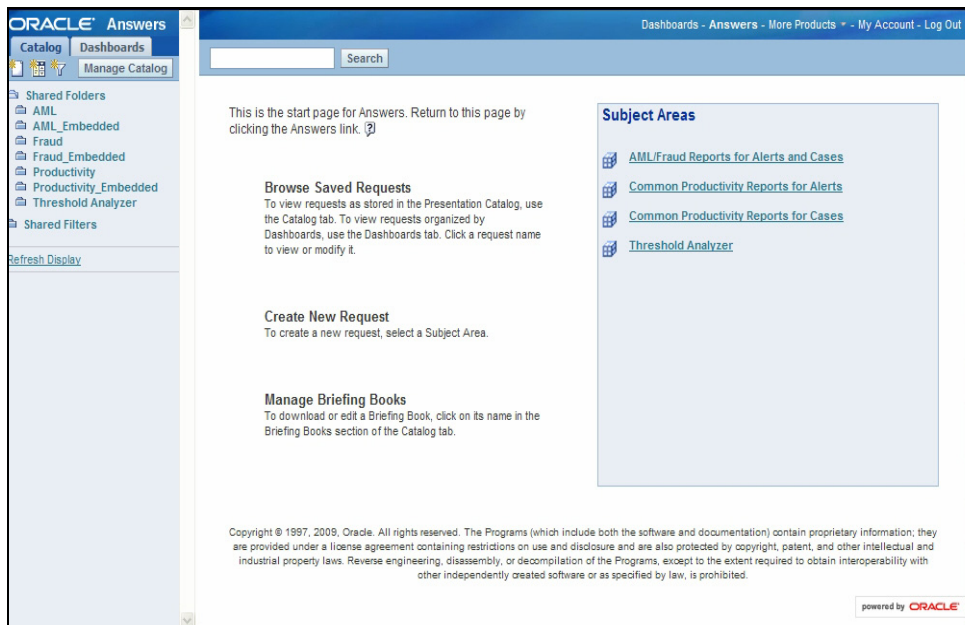 ORACLE Answers
Dashboards - Answers - More Products - My Account - Log Out
Catalog Dashboards
Manage Catalog
Search
Shared Folders
AML
AML_Embedded
Fraud
Fraud_Embedded
Productivity
Productivity_Embedded
Threshold Analyzer
Shared Filters
Refresh Display
This is the start page for Answers. Return to this page by
clicking the Answers link. ?
Browse Saved Requests
To view requests as stored in the Presentation Catalog, use
the Catalog tab. To view requests organized by
Dashboards, use the Dashboards tab. Click a request name
to view or modify it.
Create New Request
To create a new request, select a Subject Area.
Manage Briefing Books
To download or edit a Briefing Book, click on its name in the
Briefing Books section of the Catalog tab.
Subject Areas
AML/Fraud Reports for Alerts and Cases
Common Productivity Reports for Alerts
Common Productivity Reports for Cases
Threshold Analyzer
Copyright © 1997, 2009, Oracle. All rights reserved. The Programs (which include both the software and documentation) contain proprietary information; they
are provided under a license agreement containing restrictions on use and disclosure and are also protected by copyright, patent, and other intellectual and
industrial property laws. Reverse engineering, disassembly, or decompilation of the Programs, except to the extent required to obtain interoperability with
other independently created software or as specified by law, is prohibited.
powered by ORACLE